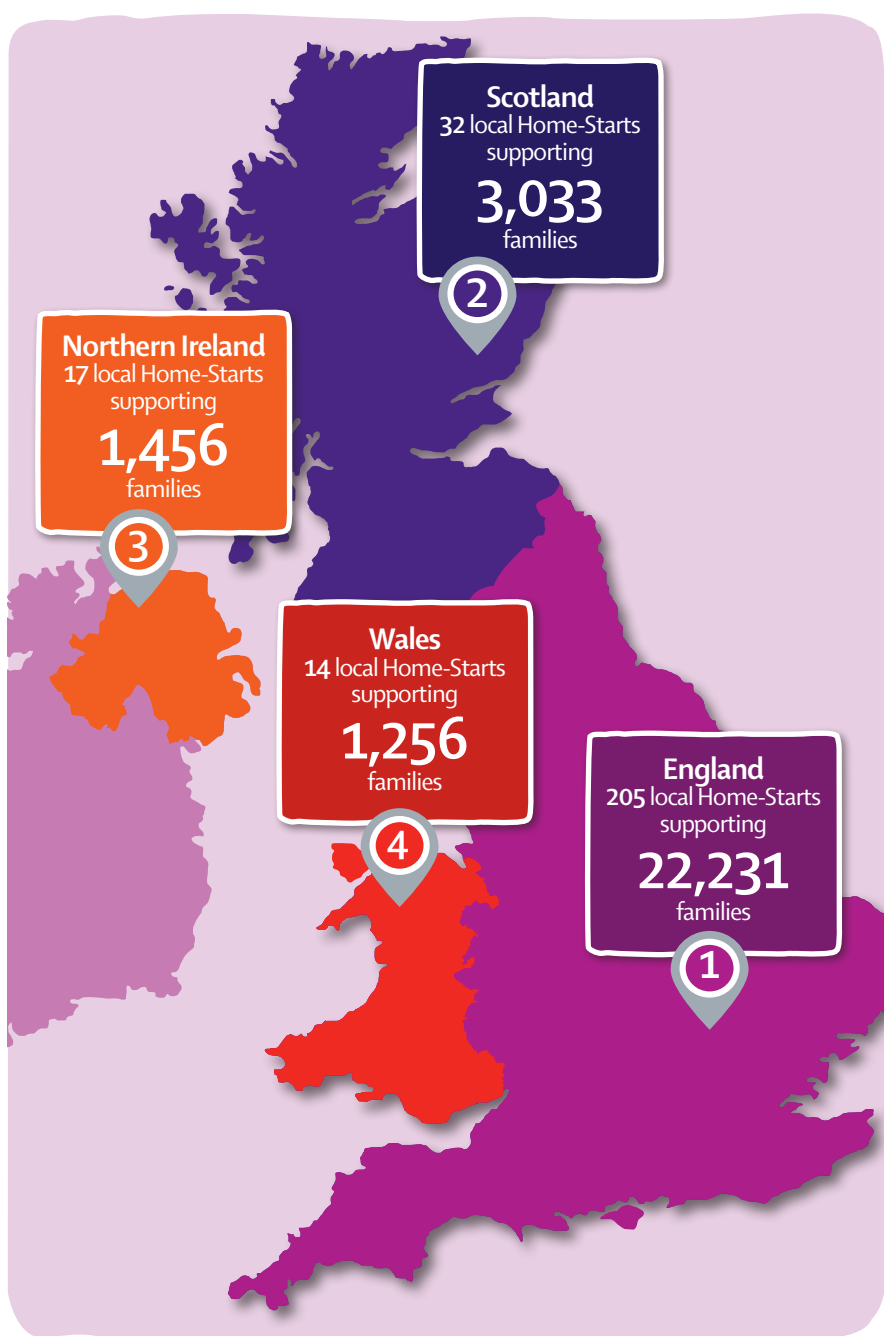 Scotland
32 local Home-Starts
supporting
3,033
families
2
Northern Ireland
17 local Home-Starts
supporting
1,456
families
3
Wales
14 local Home-Starts
supporting
1,256
families
4
England
205 local Home-Starts
supporting
22,231
families
1